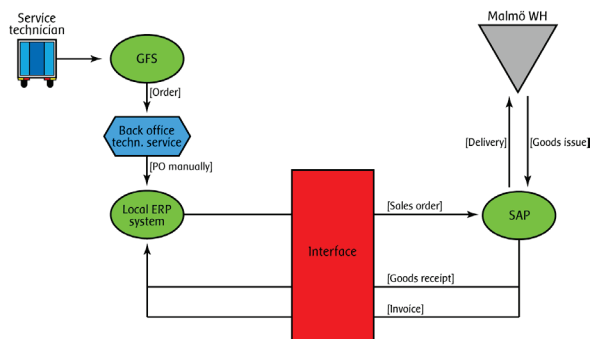 Service
technician
Malmö WH
GFS
[Order]
Back office
techn. service
[Delivery]
[Goods issue]
[PO manually]
Local ERP
system
[Sales order]
SAP
Interface
[Goods receipt]
[Invoice]